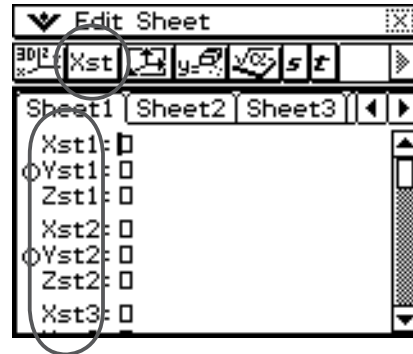 Edit Sheet
Xst y= s t
Sheet1 Sheet2 Sheet3
Xst1:
Yst1:
Zst1:
Xst2:
Yst2:
Zst2:
Xst3: